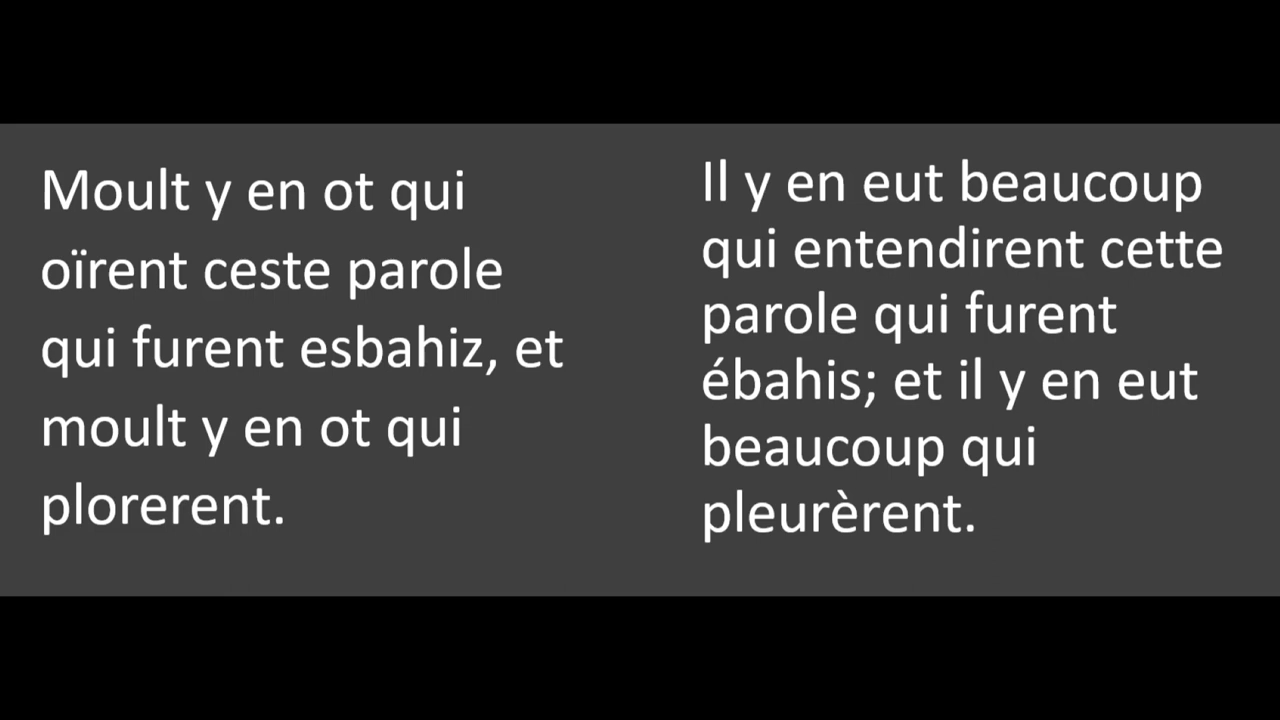 Moult y en ot qui
oïrent ceste parole
qui furent esbahiz, et
moult y en ot qui
plorerent.
Il y en eut beaucoup
qui entendirent cette
parole qui furent
ébahis; et il y en eut
beaucoup qui
pleurèrent.